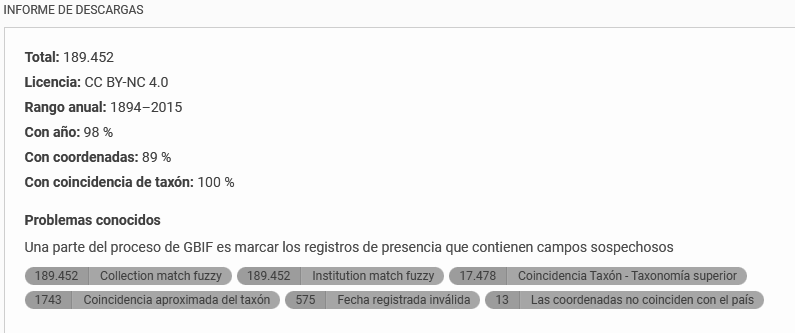 INFORME DE DESCARGAS
Total: 189.452
Licencia: CC BY-NC 4.0
Rango anual: 1894–2015
Con año: 98 %
Con coordenadas: 89 %
Con coincidencia de taxón: 100 %
Problemas conocidos
Una parte del proceso de GBIF es marcar los registros de presencia que contienen campos sospechosos
189.452 Collection match fuzzy 189.452 Institution match fuzzy 17.478 Coincidencia Taxón - Taxonomía superior
1743 Coincidencia aproximada del taxón 575 Fecha registrada inválida 13 Las coordenadas no coinciden con el país